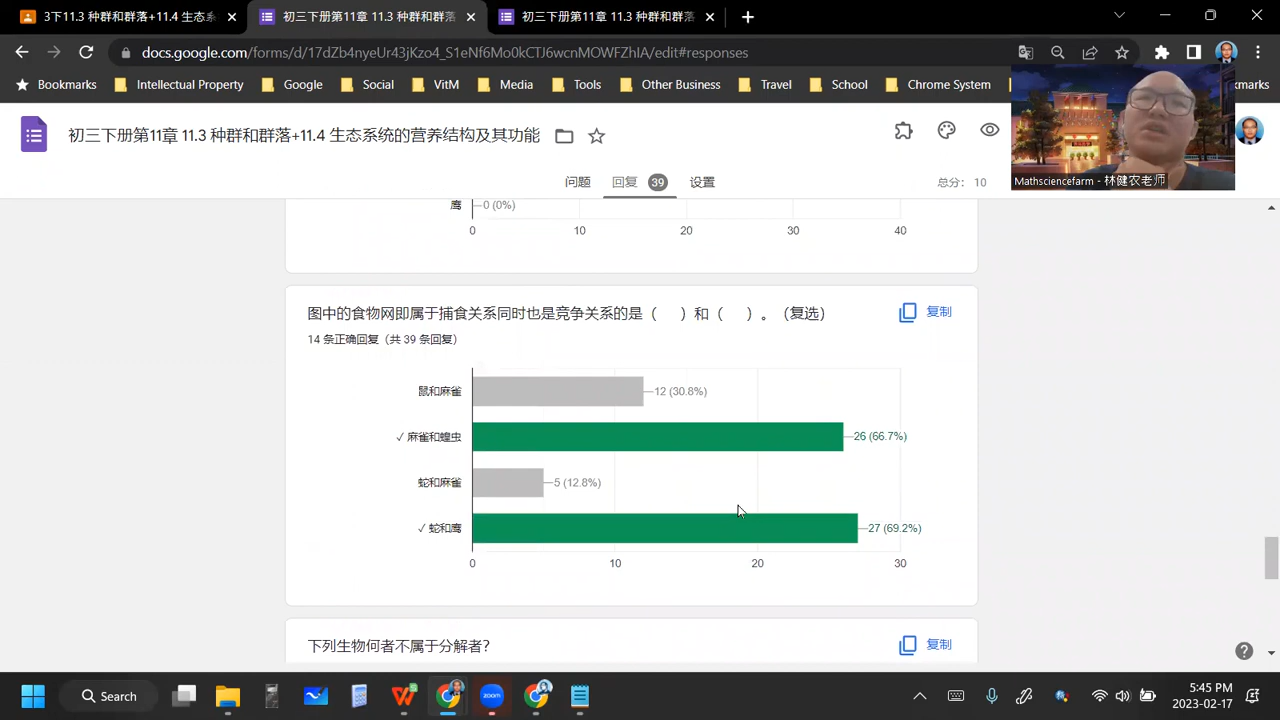 3下11.3 种群和群落+11.4 生态系
初三下册第11章 11.3 种群和群落
初三下册第11章 11.3 种群和群落
docs.google.com/forms/d/17dZb4nyeUr43jKzo4_S1eNf6Mo0kCTJ6wcnMOWFZhIA/edit#responses
Bookmarks
Intellectual Property
Google
Social
VitM
Media
Tools
Other Business
Travel
School
Chrome System
marks
初三下册第11章 11.3 种群和群落+11.4 生态系统的营养结构及其功能
问题
回复 39
设置
总分: 10
Mathsciencefarm - 林健农老师
鹰
0 (0%)
0 10 20 30 40
图中的食物网即属于捕食关系同时也是竞争关系的是（ ）和（ ）。（复选）
复制
14 条正确回复（共 39 条回复）
鼠和麻雀 12 (30.8%)
✓ 麻雀和蝗虫 26 (66.7%)
蛇和麻雀 5 (12.8%)
✓ 蛇和鹰 27 (69.2%)
0 10 20 30
下列生物何者不属于分解者?
复制
Search
zoom
5:45 PM
2023-02-17